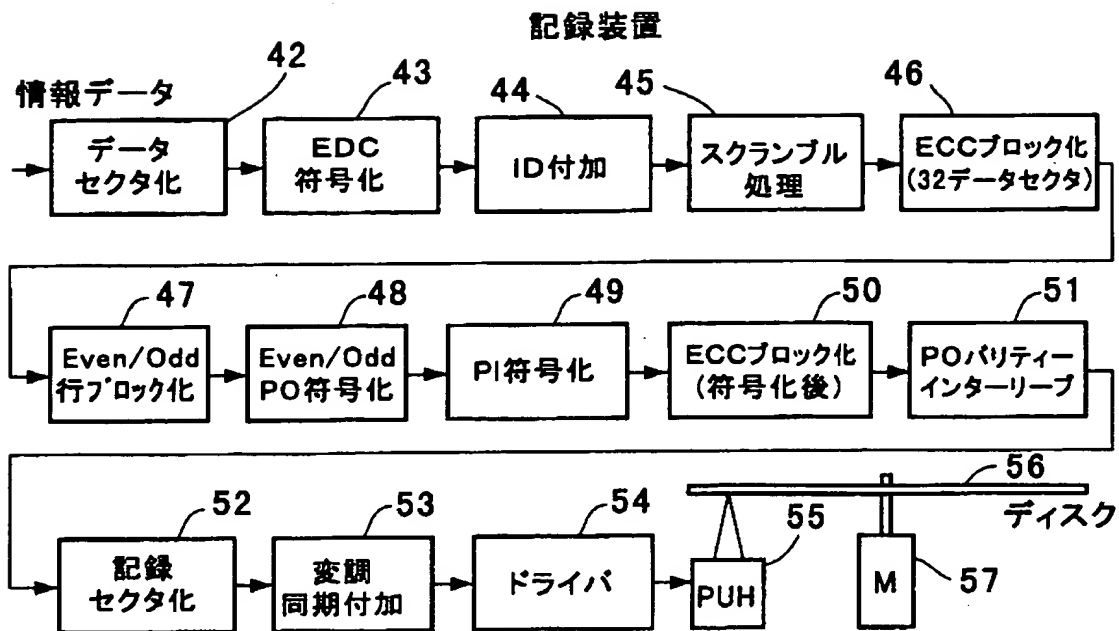 記録装置
情報データ
42
43
44
45
46
データ
セクタ化
EDC
符号化
ID付加
スクランブル
処理
ECCブロック化
(32データセクタ)
47
48
49
50
51
Even/Odd
行ブロック化
Even/Odd
PO符号化
PI符号化
ECCブロック化
(符号化後)
POパリティー
インターリーブ
52
53
54
55
56
ディスク
57
記録
セクタ化
変調
同期付加
ドライバ
PUH
M